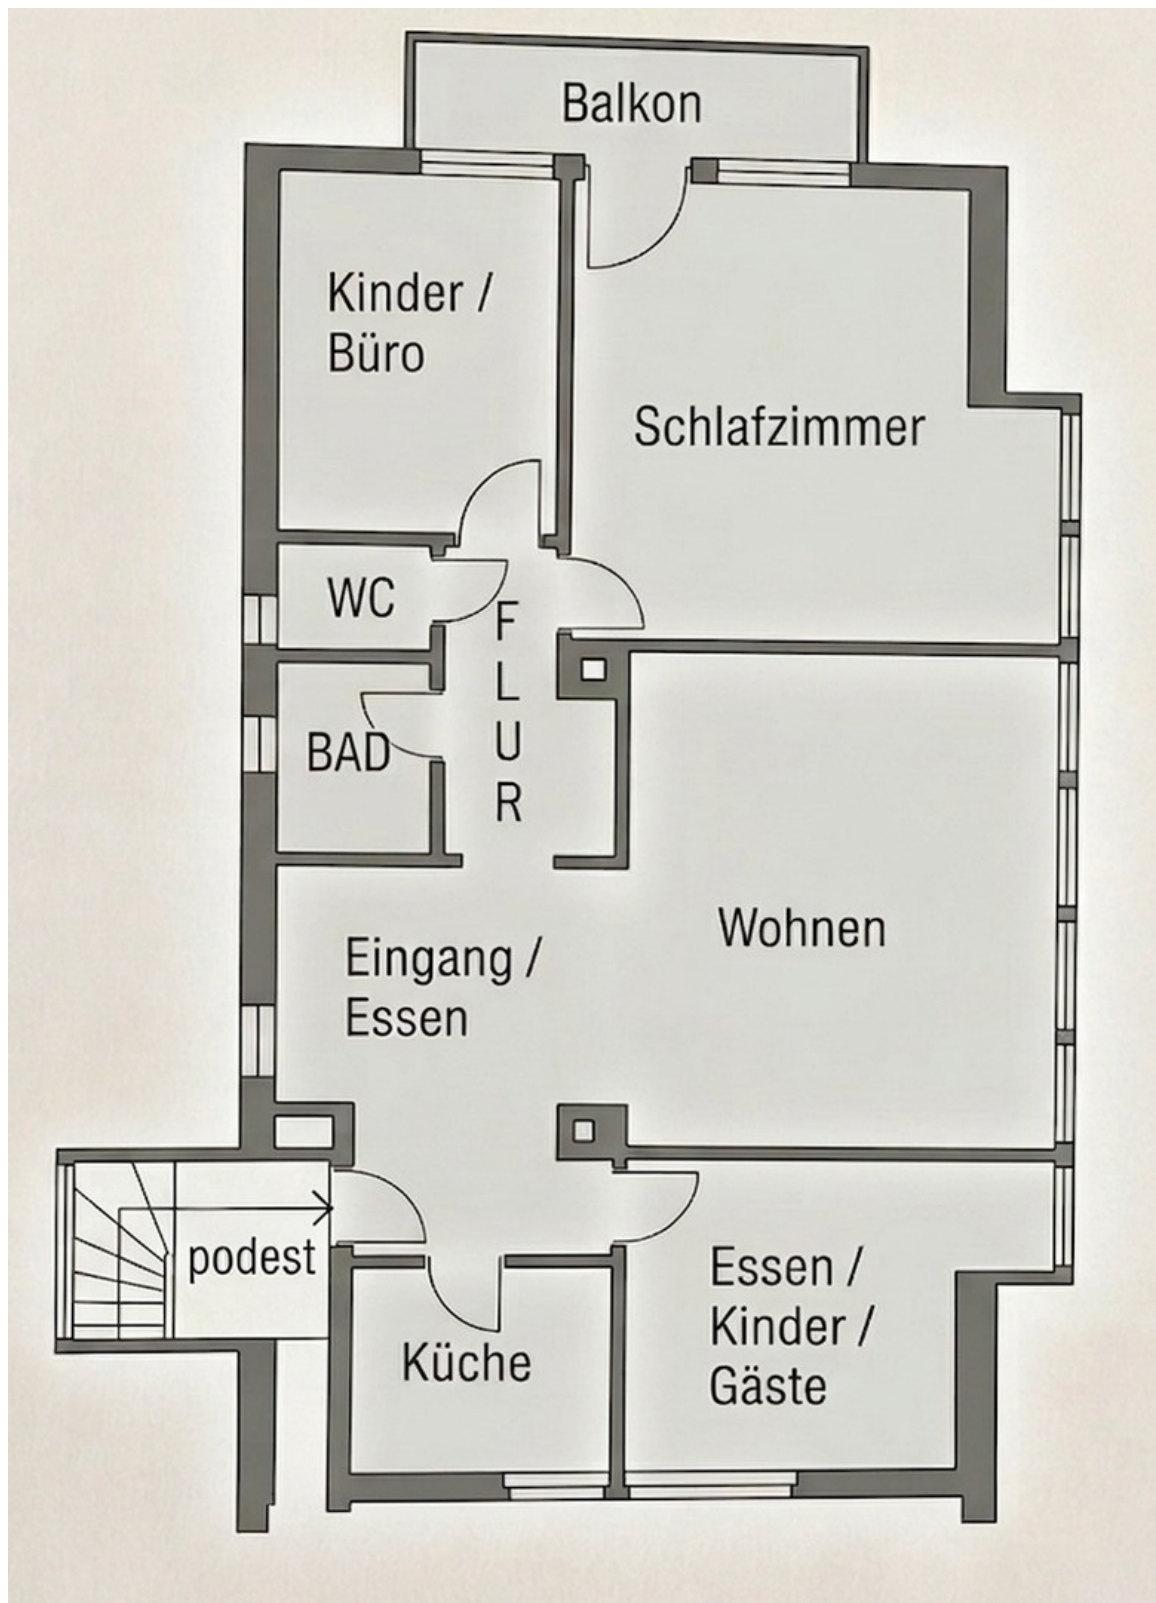 Balkon
Kinder /
Büro
Schlafzimmer
WC
F
L
U
R
BAD
Eingang /
Essen
Wohnen
podest
Essen /
Kinder /
Gäste
Küche